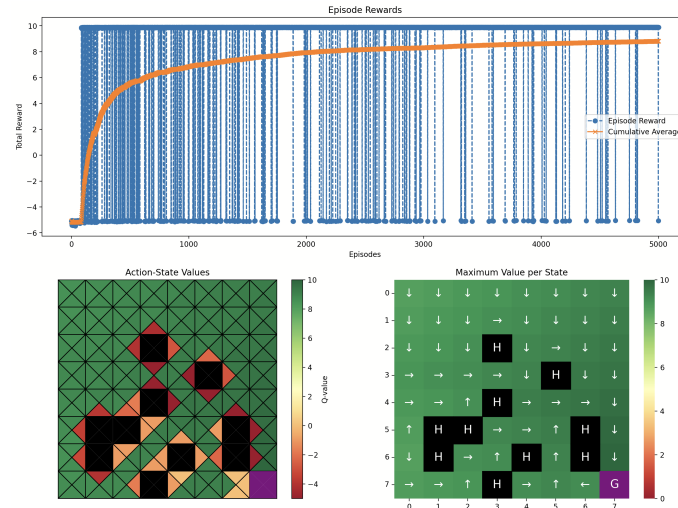 Episode Rewards
10
8
6
4
2
0
−2
−4
−6
Total Reward
Episode Reward
Cumulative Average
0 1000 2000 3000 4000 5000
Episodes
Action-State Values
10
8
6
4
2
0
−2
−4
Q-value
Maximum Value per State
0 ↓ ↓ ↓ ↓ ↓ ↓ ↓ ↓
1 ↓ ↓ ↓ → ↓ ↓ ↓ ↓
2 ↓ ↓ ↓ H ↓ → ↓ ↓
3 → → → → ↓ H ↓ ↓
4 → → ↑ H → → → ↓
5 ↑ H H → → ↑ H ↓
6 ↓ H → ↑ H ↑ H ↓
7 → → ↑ H → ↑ ← G
0 1 2 3 4 5 6 7
10
8
6
4
2
0